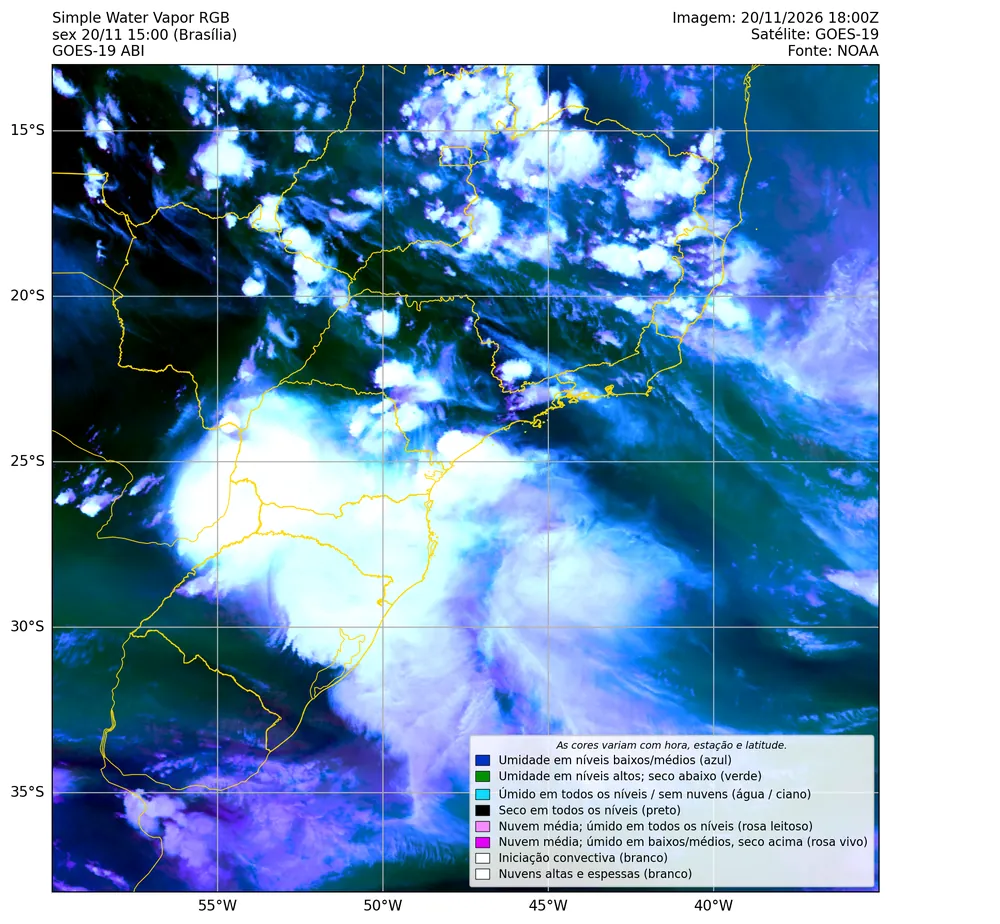 Simple Water Vapor RGB
sex 20/11 15:00 (Brasília)
GOES-19 ABI
Imagem: 20/11/2026 18:00Z
Satélite: GOES-19
Fonte: NOAA
15°S
20°S
25°S
30°S
35°S
55°W
50°W
45°W
40°W
As cores variam com hora, estação e latitude.
Umidade em níveis baixos/médios (azul)
Umidade em níveis altos; seco abaixo (verde)
Úmido em todos os níveis / sem nuvens (água / ciano)
Seco em todos os níveis (preto)
Nuvem média; úmido em todos os níveis (rosa leitoso)
Nuvem média; úmido em baixos/médios, seco acima (rosa vivo)
Iniciação convectiva (branco)
Nuvens altas e espessas (branco)